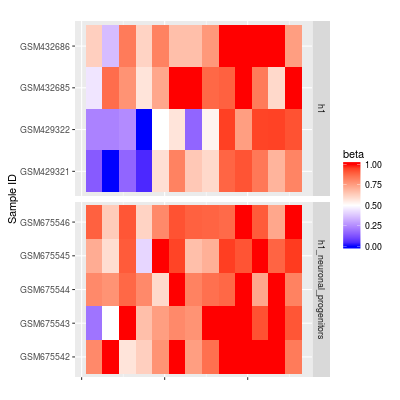 GSM432686
GSM432685
GSM429322
GSM429321
h1
GSM675546
GSM675545
GSM675544
GSM675543
GSM675542
h1_neuronal_progenitors
Sample ID
beta
1.00
0.75
0.50
0.25
0.00